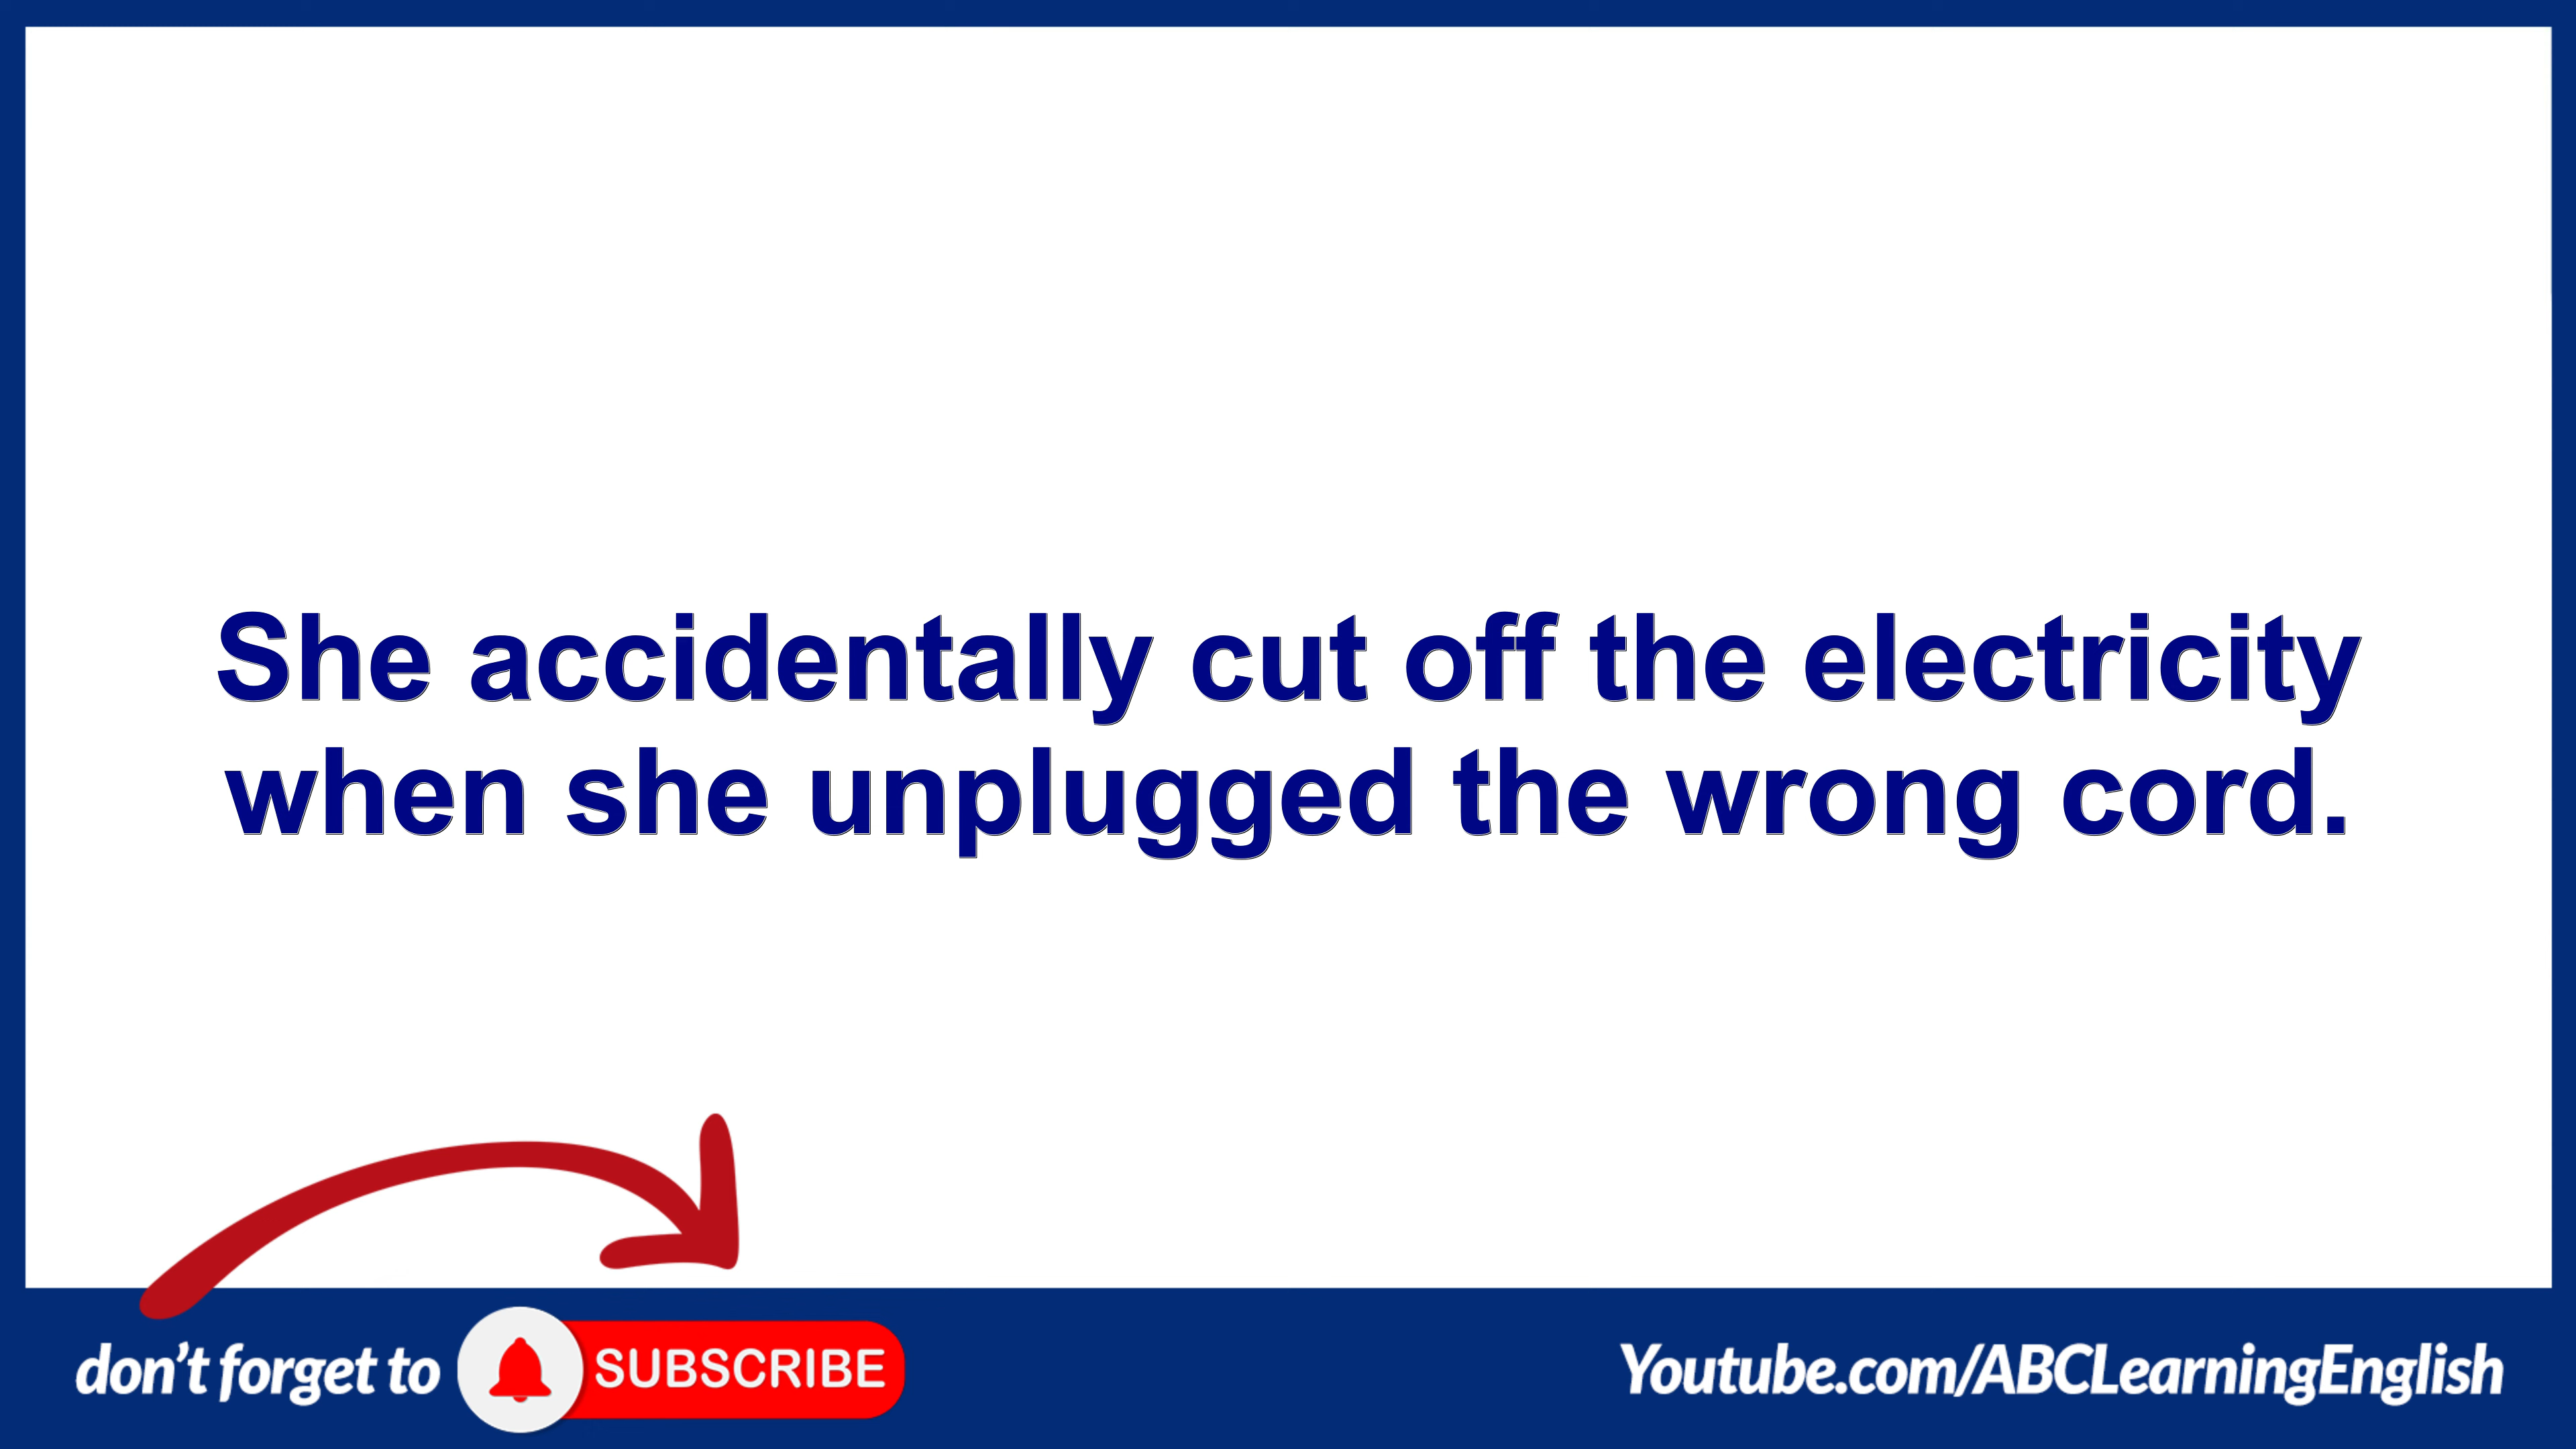 She accidentally cut off the electricity
when she unplugged the wrong cord.
don't forget to SUBSCRIBE
Youtube.com/ABCLearningEnglish